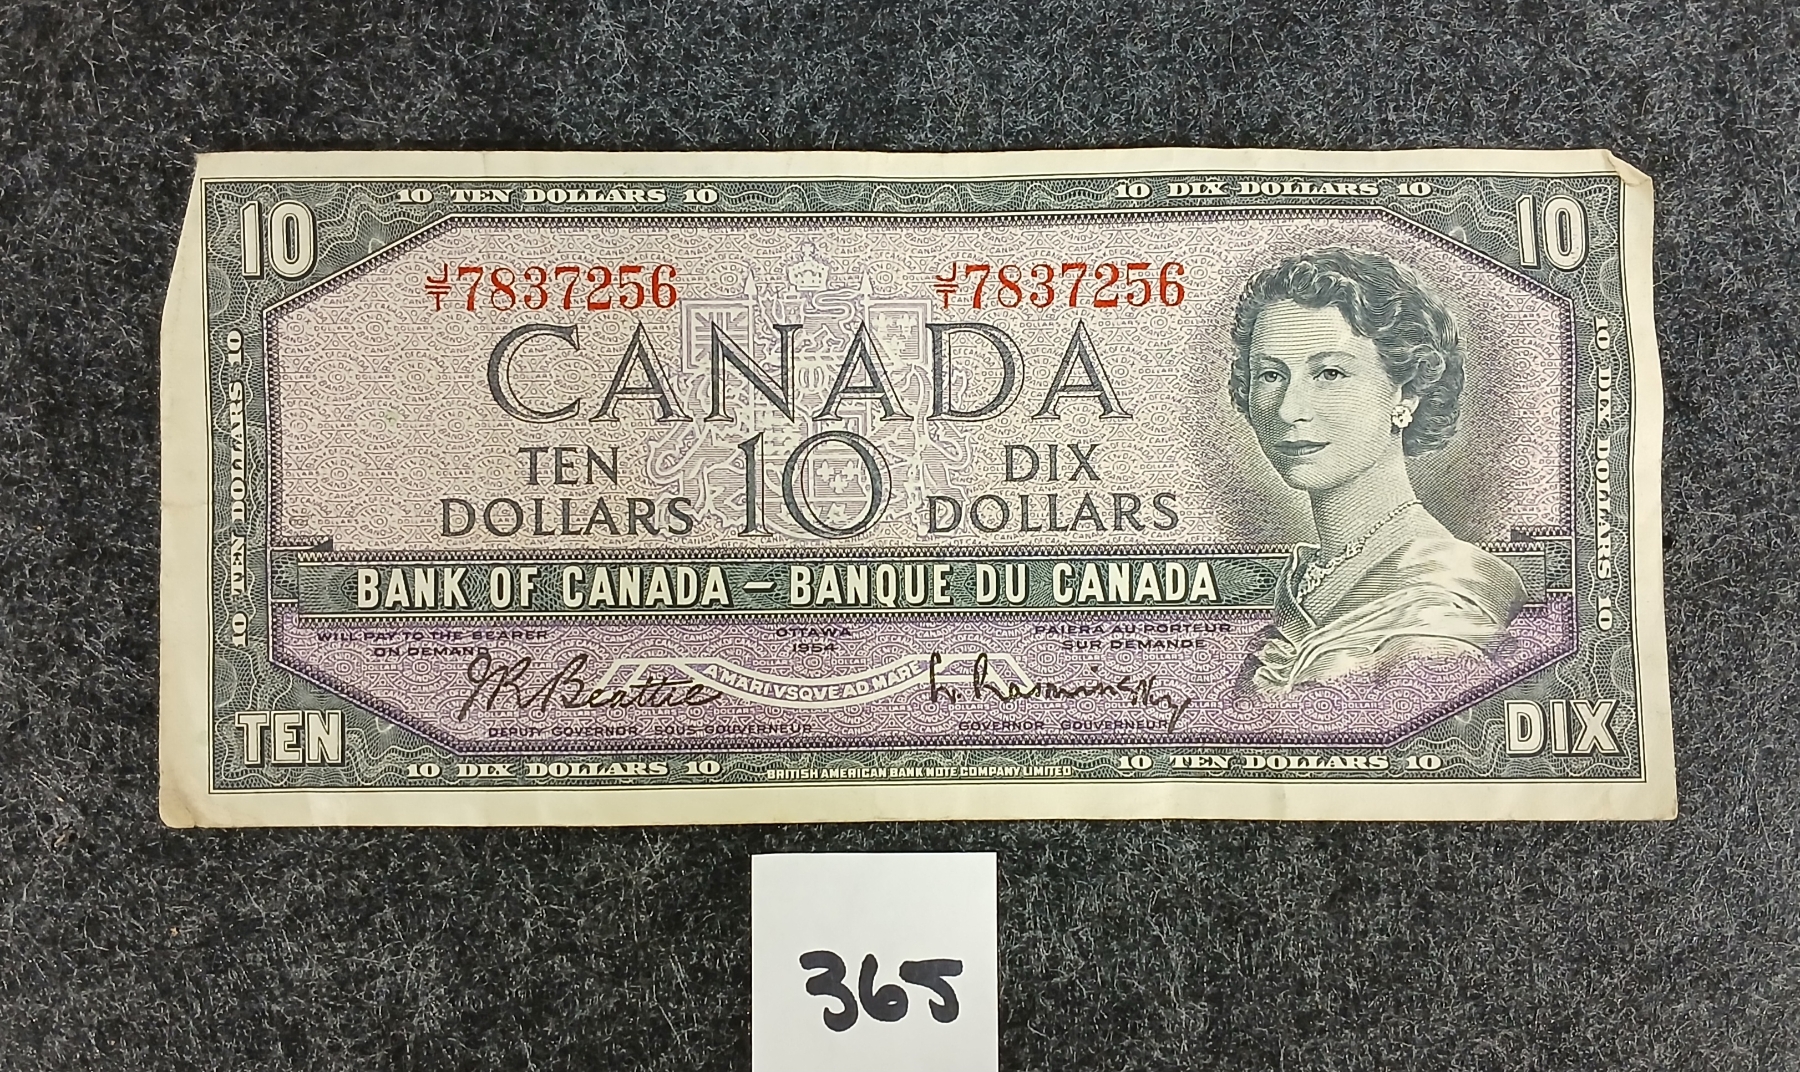 10 TEN DOLLARS 10
10 DIX DOLLARS 10
10
10
J/T 7837256
J/T 7837256
CANADA
TEN DOLLARS
10
DIX DOLLARS
10 TEN DOLLARS 10
10 DIX DOLLARS 10
BANK OF CANADA – BANQUE DU CANADA
WILL PAY TO THE BEARER
ON DEMAND
OTTAWA
1954
PAIERA AU PORTEUR
SUR DEMANDE
J R Beattie
A MARI VSQVE AD MARE
L. Rasminsky
DEPUTY GOVERNOR SOUS-GOUVERNEUR
GOVERNOR GOUVERNEUR
TEN
DIX
10 DIX DOLLARS 10
BRITISH AMERICAN BANK NOTE COMPANY LIMITED
10 TEN DOLLARS 10
365